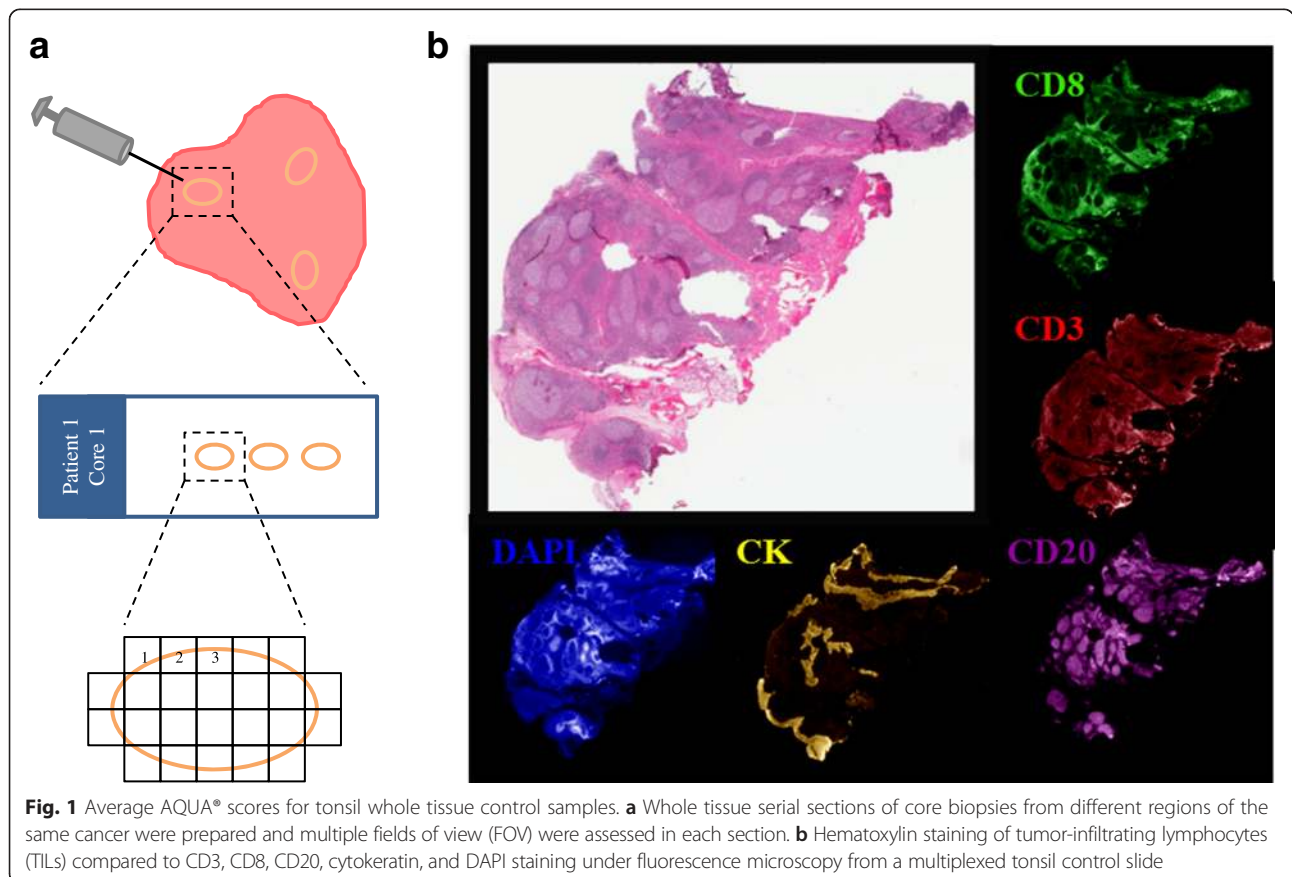 a
Patient 1
Core 1
1 2 3
b
CD8
CD3
DAPI CK CD20
Fig. 1 Average AQUA® scores for tonsil whole tissue control samples. a Whole tissue serial sections of core biopsies from different regions of the
same cancer were prepared and multiple fields of view (FOV) were assessed in each section. b Hematoxylin staining of tumor-infiltrating lymphocytes
(TILs) compared to CD3, CD8, CD20, cytokeratin, and DAPI staining under fluorescence microscopy from a multiplexed tonsil control slide